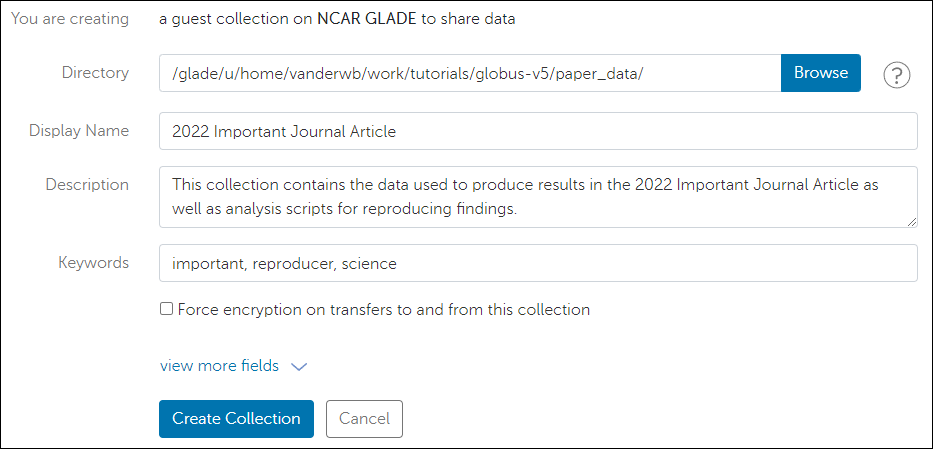 You are creating a guest collection on NCAR GLADE to share data
Directory /glade/u/home/vanderwb/work/tutorials/globus-v5/paper_data/ Browse ?
Display Name 2022 Important Journal Article
Description This collection contains the data used to produce results in the 2022 Important Journal Article as
well as analysis scripts for reproducing findings.
Keywords important, reproducer, science
Force encryption on transfers to and from this collection
view more fields
Create Collection Cancel